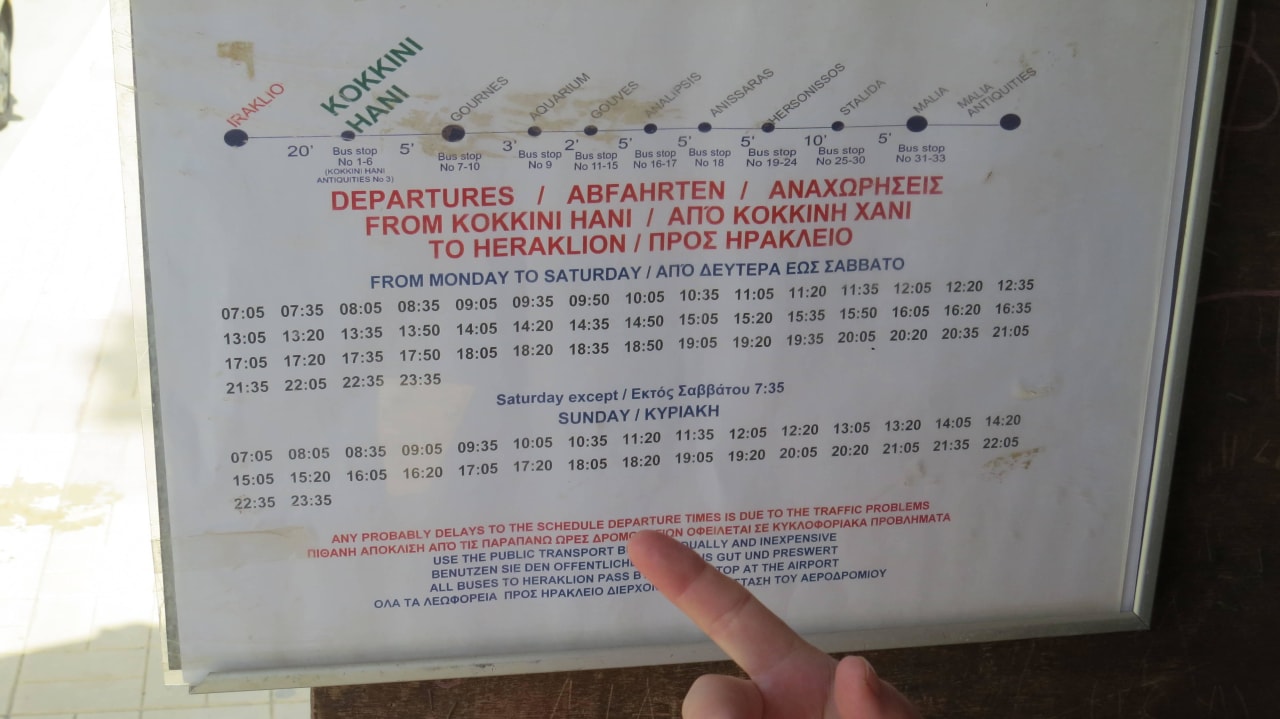 IRAKLIO
KOKKINI
HANI
GOURNES
AQUARIUM
GOUVES
ANALIPSIS
ANISSARAS
HERSONISSOS
STALIDA
MALIA
MALIA
ANTIQUITIES
20' 5' 3' 2' 5' 5' 5' 10' 5'
Bus stop No 1-6 (KOKKINI HANI ANTIQUITIES No 3)
Bus stop No 7-10
Bus stop No 9
Bus stop No 11-15
Bus stop No 16-17
Bus stop No 18
Bus stop No 19-24
Bus stop No 25-30
Bus stop No 31-33
DEPARTURES / ABFAHRTEN / ΑΝΑΧΩΡΗΣΕΙΣ
FROM KOKKINI HANI / ΑΠΌ ΚΟΚΚΙΝΗ ΧΑΝΙ
TO HERAKLION / ΠΡΟΣ ΗΡΑΚΛΕΙΟ
FROM MONDAY TO SATURDAY / ΑΠΌ ΔΕΥΤΕΡΑ ΕΩΣ ΣΑΒΒΑΤΟ
07:05 07:35 08:05 08:35 09:05 09:35 09:50 10:05 10:35 11:05 11:20 11:35 12:05 12:20 12:35
13:05 13:20 13:35 13:50 14:05 14:20 14:35 14:50 15:05 15:20 15:35 15:50 16:05 16:20 16:35
17:05 17:20 17:35 17:50 18:05 18:20 18:35 18:50 19:05 19:20 19:35 20:05 20:20 20:35 21:05
21:35 22:05 22:35 23:35
Saturday except / Εκτός Σαββάτου 7:35
SUNDAY / ΚΥΡΙΑΚΗ
07:05 08:05 08:35 09:05 09:35 10:05 10:35 11:20 11:35 12:05 12:20 13:05 13:20 14:05 14:20
15:05 15:20 16:05 16:20 17:05 17:20 18:05 18:20 19:05 19:20 20:05 20:20 21:05 21:35 22:05
22:35 23:35
ANY PROBABLY DELAYS TO THE SCHEDULE DEPARTURE TIMES IS DUE TO THE TRAFFIC PROBLEMS
ΠΙΘΑΝΗ ΑΠΟΚΛΙΣΗ ΑΠΌ ΤΙΣ ΠΑΡΑΠΑΝΩ ΩΡΕΣ ΟΦΕΙΛΕΤΑΙ ΣΕ ΚΥΚΛΟΦΟΡΙΑΚΑ ΠΡΟΒΛΗΜΑΤΑ
USE THE PUBLIC TRANSPORT AND INEXPENSIVE
BENUTZEN SIE DEN GUT UND PRESWERT
ALL BUSES TO HERAKLION PASS AT THE AIRPORT
ΟΛΑ ΤΑ ΛΕΩΦΟΡΕΙΑ ΠΡΟΣ ΗΡΑΚΛΕΙΟ ΤΟΥ ΑΕΡΟΔΡΟΜΙΟΥ